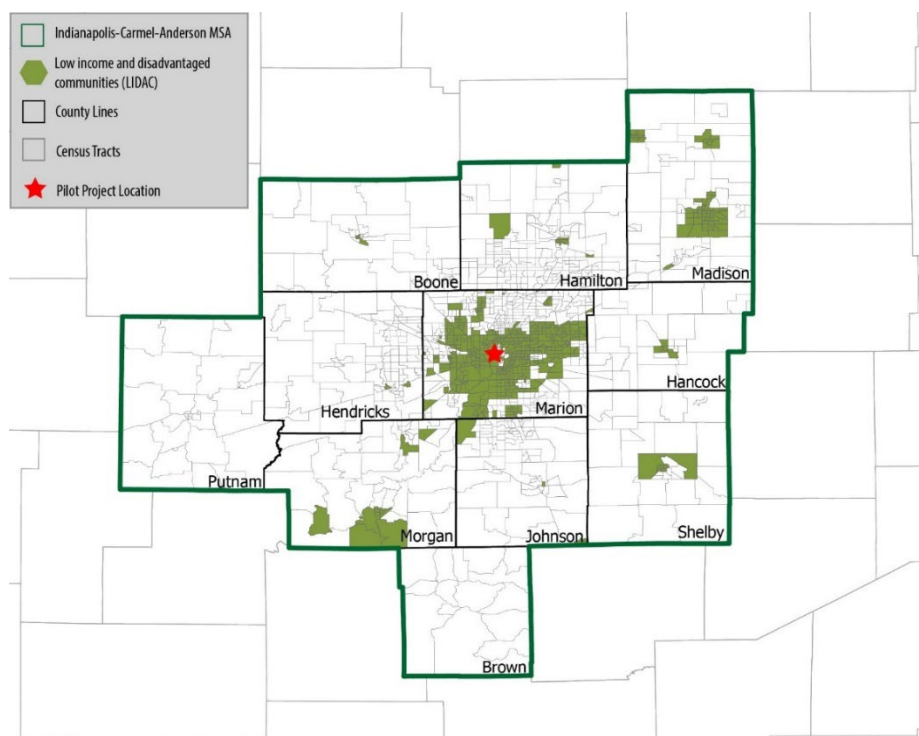 Indianapolis-Carmel-Anderson MSA
Low income and disadvantaged
communities (LIDAC)
County Lines
Census Tracts
Pilot Project Location
Boone
Hamilton
Madison
Hendricks
Marion
Hancock
Putnam
Morgan
Johnson
Shelby
Brown